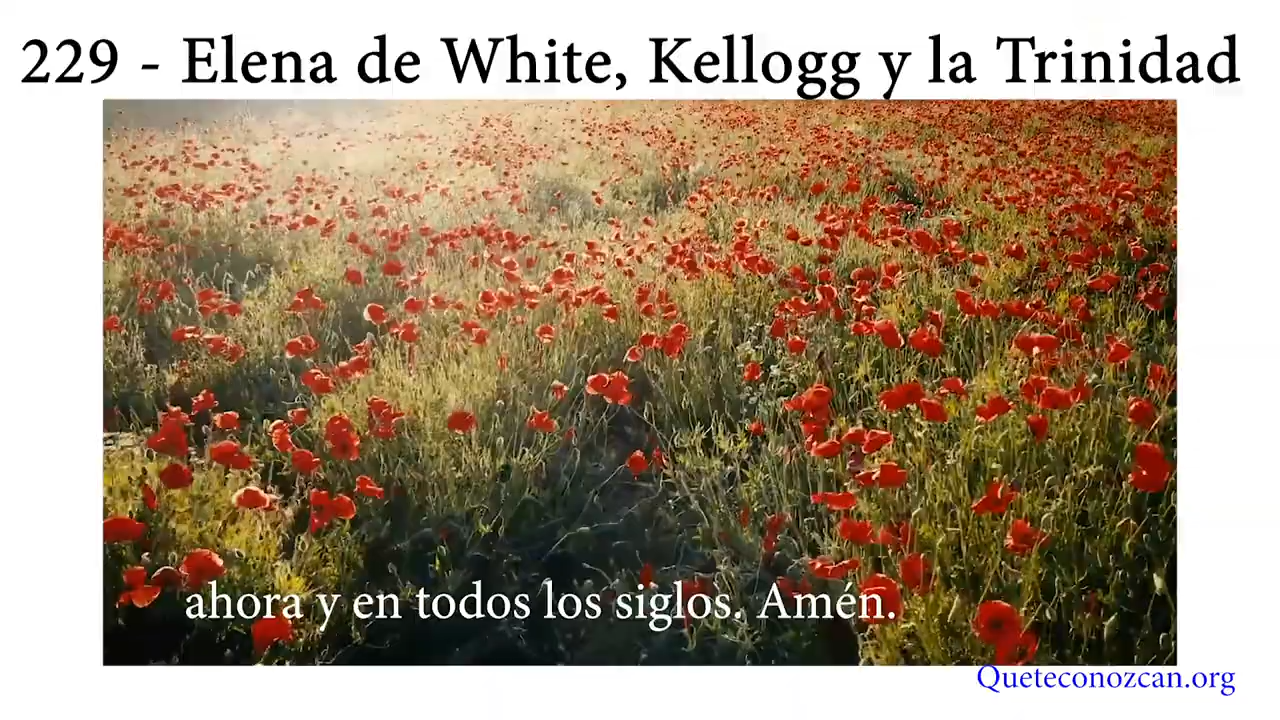 229 - Elena de White, Kellogg y la Trinidad
ahora y en todos los siglos. Amén.
Queteconozcan.org